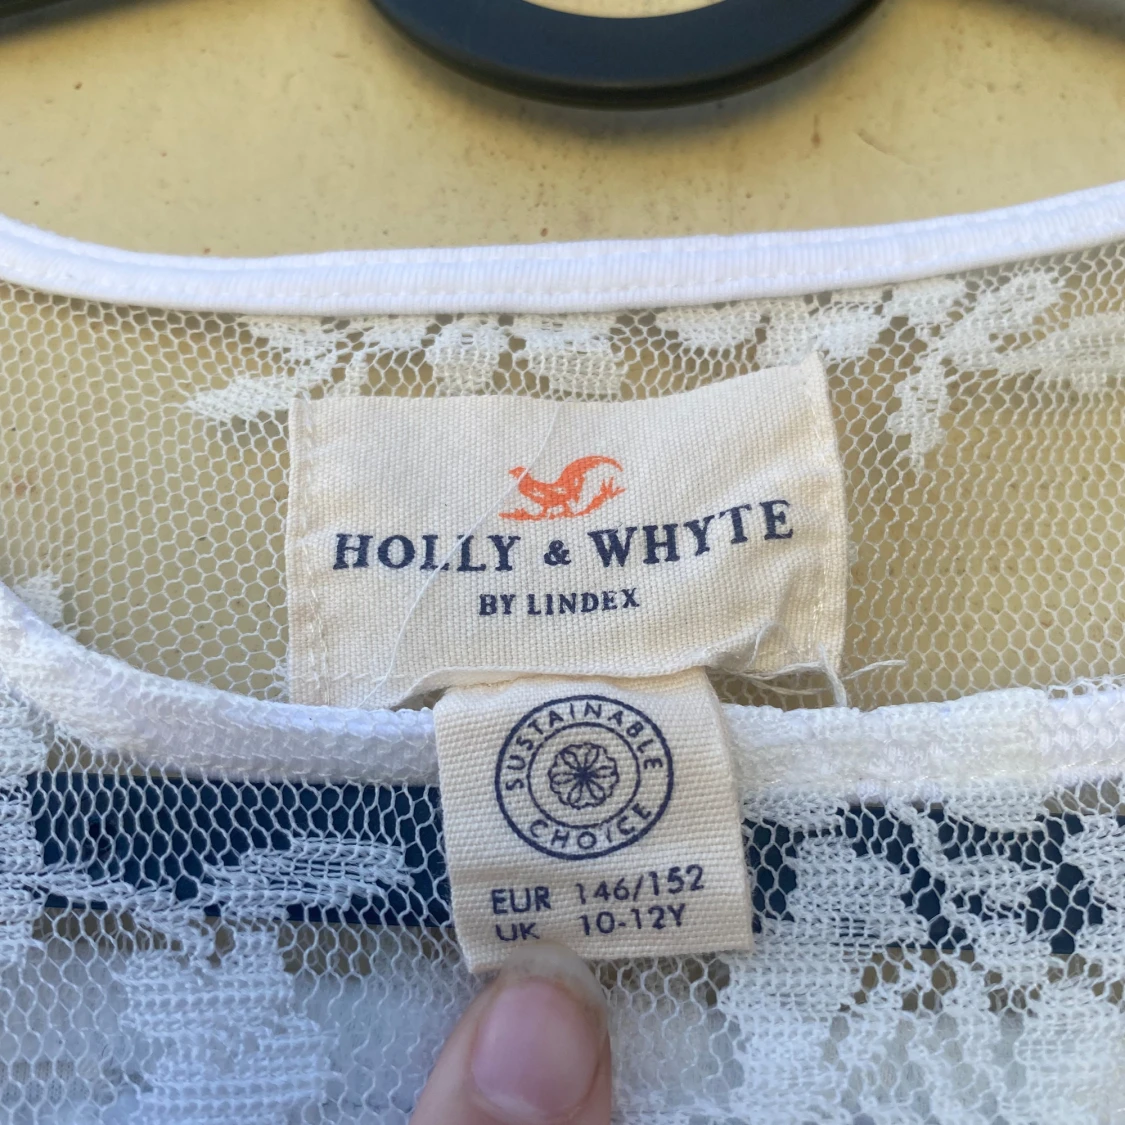 HOLLY & WHYTE
BY LINDEX
SUSTAINABLE
CHOICE
EUR 146/152
UK 10-12Y